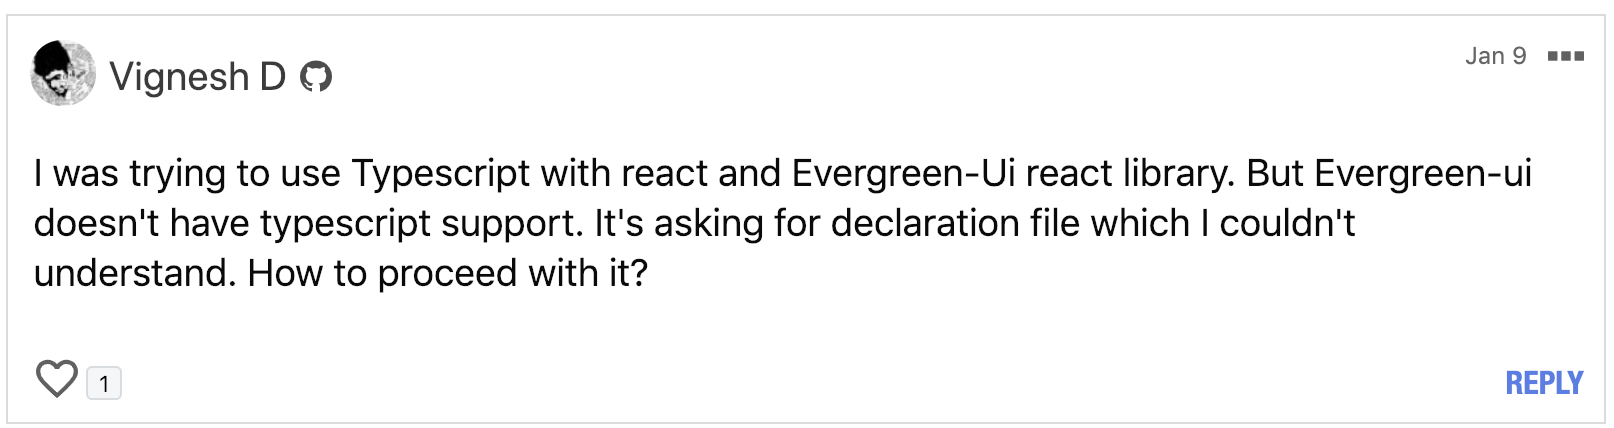 Vignesh D
Jan 9
I was trying to use Typescript with react and Evergreen-Ui react library. But Evergreen-ui
doesn't have typescript support. It's asking for declaration file which I couldn't
understand. How to proceed with it?
1
REPLY